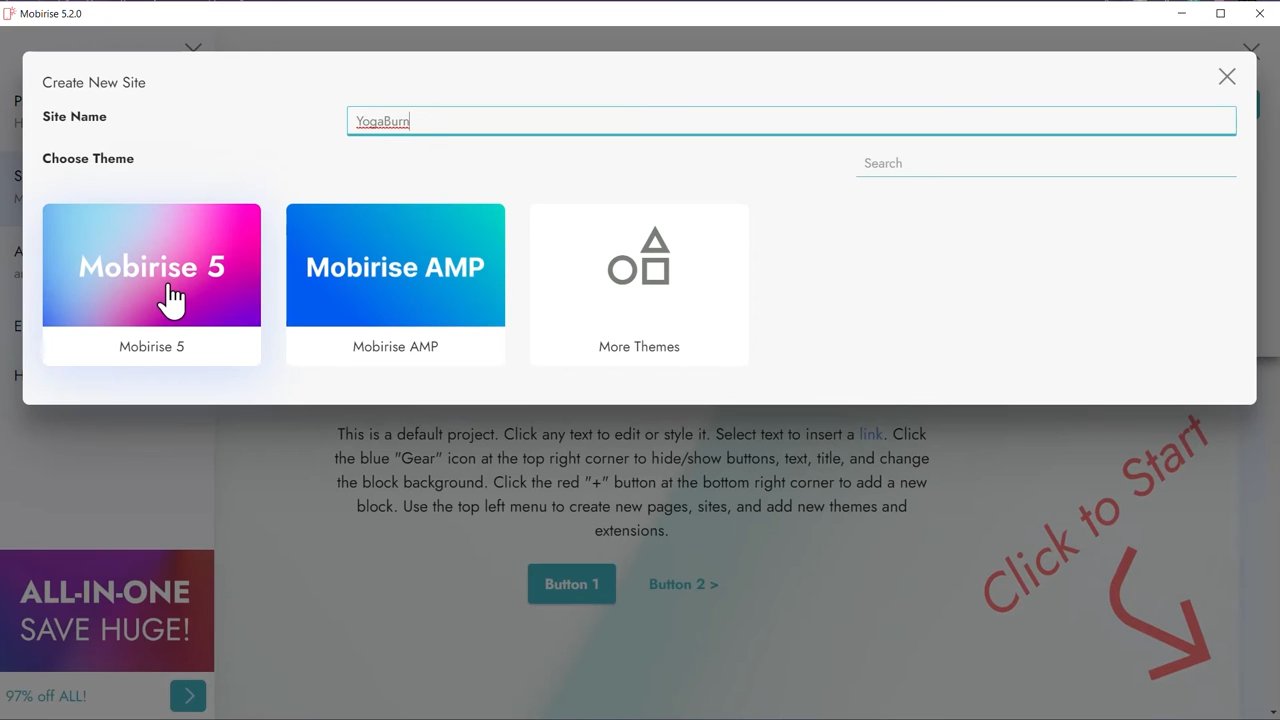 Mobirise 5.2.0
Create New Site
Site Name
YogaBurn
Choose Theme
Search
Mobirise 5
Mobirise AMP
Mobirise 5
Mobirise AMP
More Themes
This is a default project. Click any text to edit or style it. Select text to insert a link. Click
the blue "Gear" icon at the top right corner to hide/show buttons, text, title, and change
the block background. Click the red "+" button at the bottom right corner to add a new
block. Use the top left menu to create new pages, sites, and add new themes and
extensions.
Button 1
Button 2 >
Click to Start
ALL-IN-ONE
SAVE HUGE!
97% off ALL!